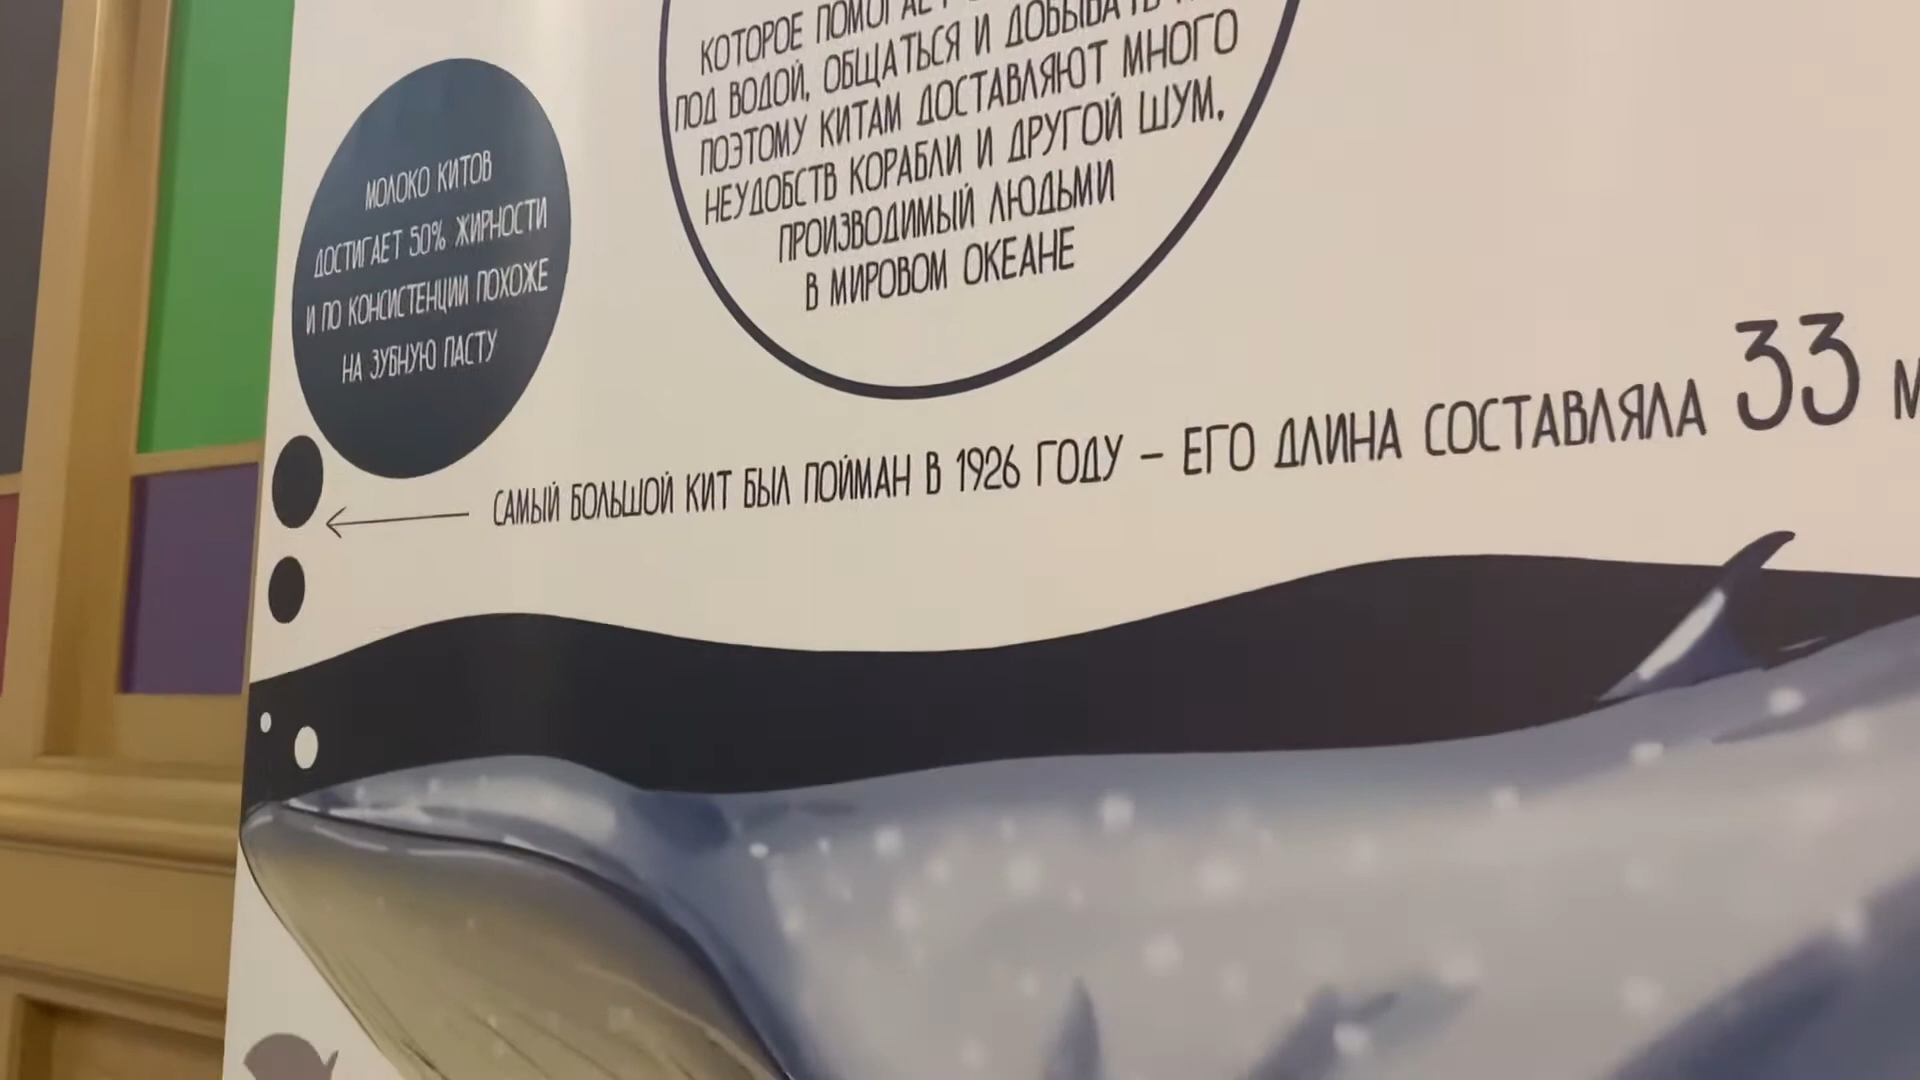 КОТОРОЕ ПОМОГАЕТ
ПОД ВОДОЙ, ОБЩАТЬСЯ И ДОБЫВАТЬ
ПОЭТОМУ КИТАМ ДОСТАВЛЯЮТ МНОГО
НЕУДОБСТВ КОРАБЛИ И ДРУГОЙ ШУМ,
ПРОИЗВОДИМЫЙ ЛЮДЬМИ
В МИРОВОМ ОКЕАНЕ
МОЛОКО КИТОВ
ДОСТИГАЕТ 50% ЖИРНОСТИ
И ПО КОНСИСТЕНЦИИ ПОХОЖЕ
НА ЗУБНУЮ ПАСТУ
САМЫЙ БОЛЬШОЙ КИТ БЫЛ ПОЙМАН В 1926 ГОДУ – ЕГО ДЛИНА СОСТАВЛЯЛА 33 М